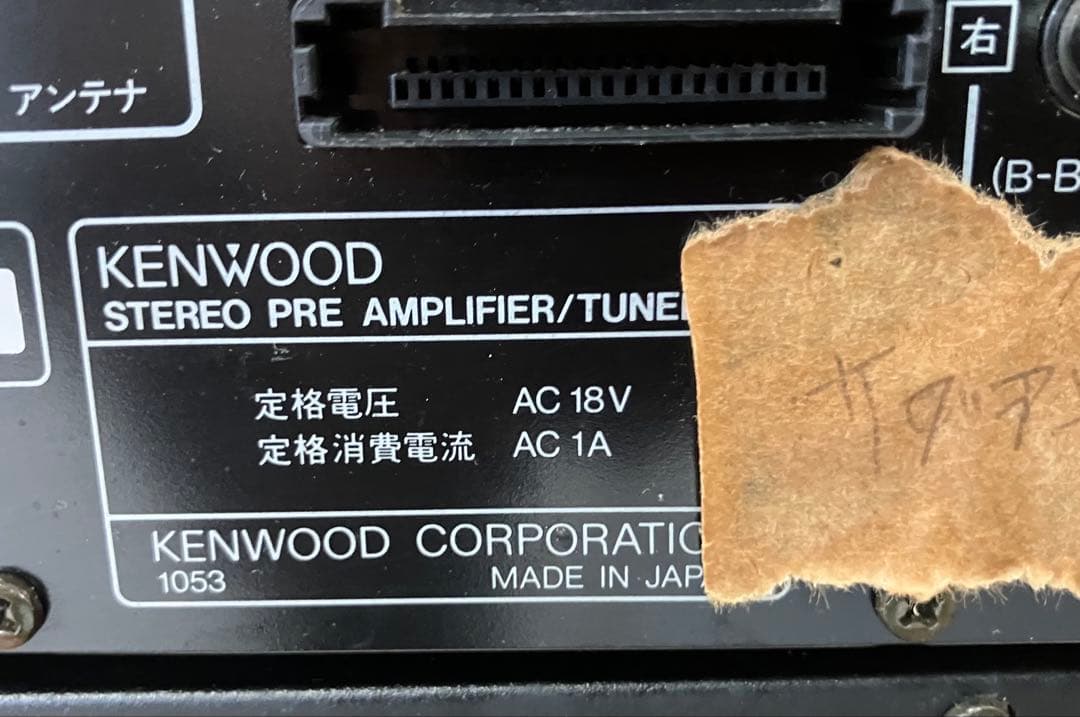 アンテナ
右
(B-B
KENWOOD
STEREO PRE AMPLIFIER/TUNE
定格電圧 AC 18V
定格消費電流 AC 1A
KENWOOD CORPORATIO
1053 MADE IN JAP